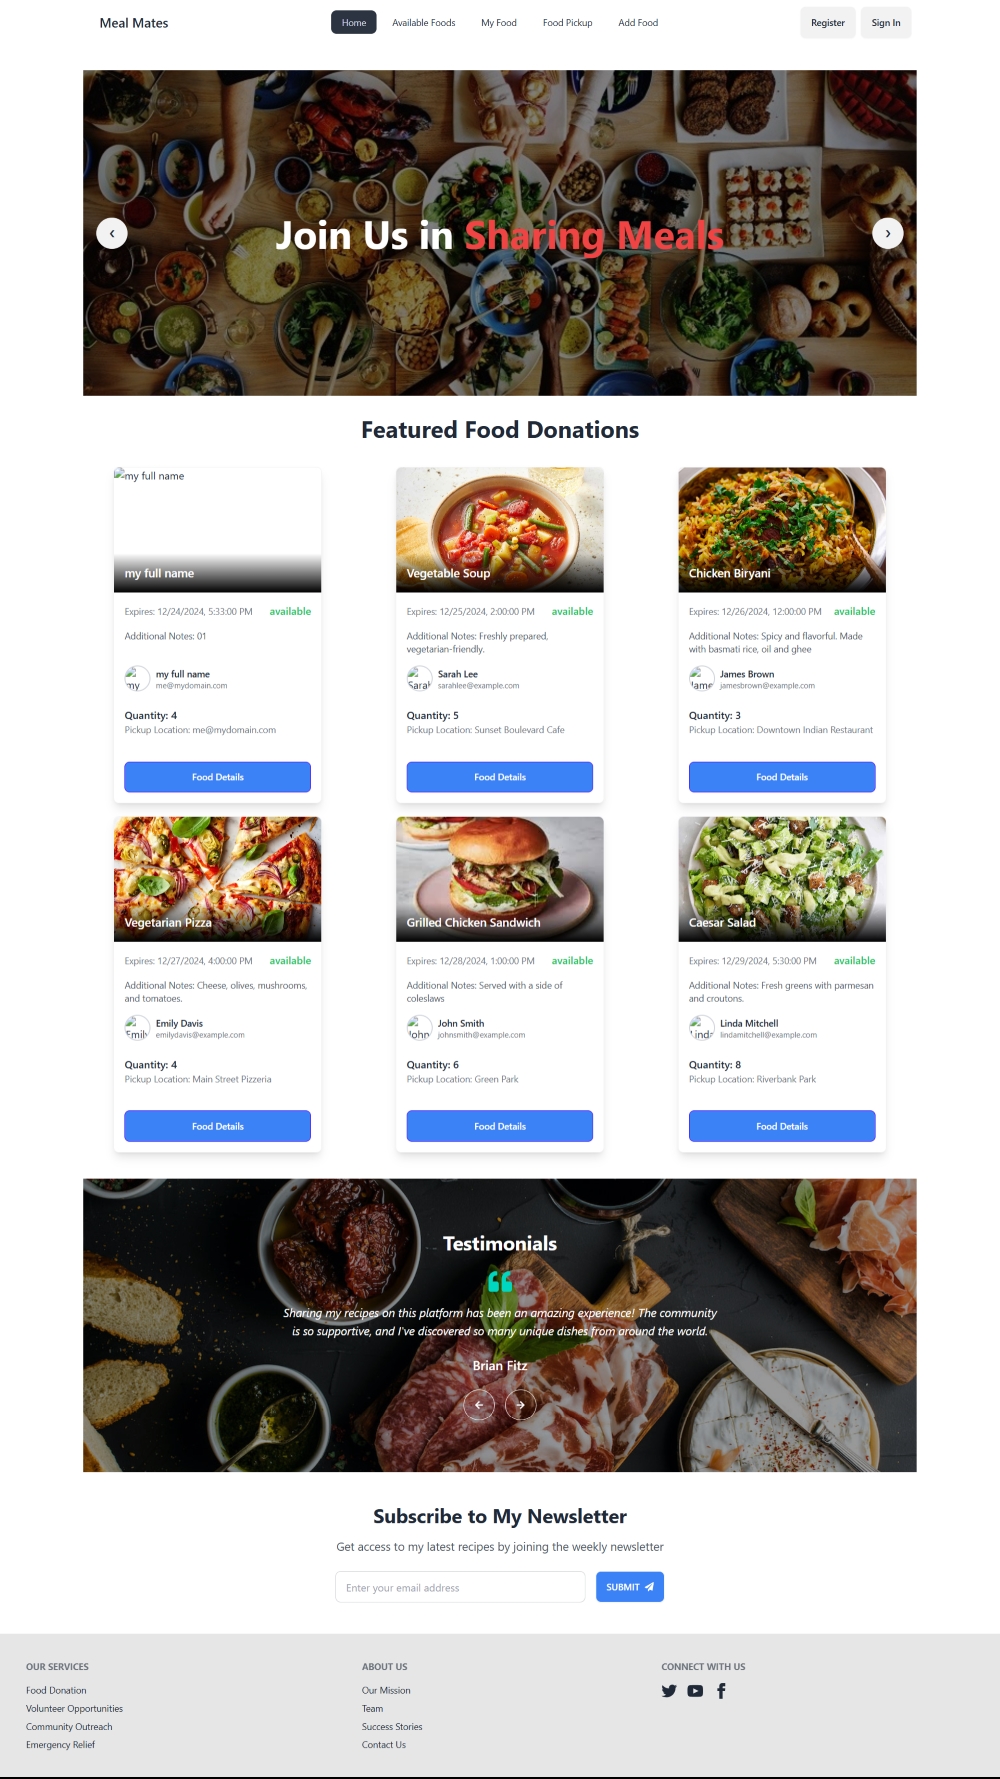 Meal Mates
Home
Available Foods
My Food
Food Pickup
Add Food
Register
Sign In
Join Us in Sharing Meals
Featured Food Donations
my full name
my full name
Expires: 12/24/2024, 5:33:00 PM
available
Additional Notes: 01
my
my full name
me@mydomain.com
Quantity: 4
Pickup Location: me@mydomain.com
Food Details
Vegetable Soup
Expires: 12/25/2024, 2:00:00 PM
available
Additional Notes: Freshly prepared,
vegetarian-friendly.
Sarah
Sarah Lee
sarahlee@example.com
Quantity: 5
Pickup Location: Sunset Boulevard Cafe
Food Details
Chicken Biryani
Expires: 12/26/2024, 12:00:00 PM
available
Additional Notes: Spicy and flavorful. Made
with basmati rice, oil and ghee
Jame
James Brown
jamesbrown@example.com
Quantity: 3
Pickup Location: Downtown Indian Restaurant
Food Details
Vegetarian Pizza
Expires: 12/27/2024, 4:00:00 PM
available
Additional Notes: Cheese, olives, mushrooms,
and tomatoes.
Emily
Emily Davis
emilydavis@example.com
Quantity: 4
Pickup Location: Main Street Pizzeria
Food Details
Grilled Chicken Sandwich
Expires: 12/28/2024, 1:00:00 PM
available
Additional Notes: Served with a side of
coleslaws
John
John Smith
johnsmith@example.com
Quantity: 6
Pickup Location: Green Park
Food Details
Caesar Salad
Expires: 12/29/2024, 5:30:00 PM
available
Additional Notes: Fresh greens with parmesan
and croutons.
Linda
Linda Mitchell
lindamitchell@example.com
Quantity: 8
Pickup Location: Riverbank Park
Food Details
Testimonials
Sharing my recipes on this platform has been an amazing experience! The community
is so supportive, and I've discovered so many unique dishes from around the world.
Brian Fitz
Subscribe to My Newsletter
Get access to my latest recipes by joining the weekly newsletter
Enter your email address
SUBMIT
OUR SERVICES
Food Donation
Volunteer Opportunities
Community Outreach
Emergency Relief
ABOUT US
Our Mission
Team
Success Stories
Contact Us
CONNECT WITH US